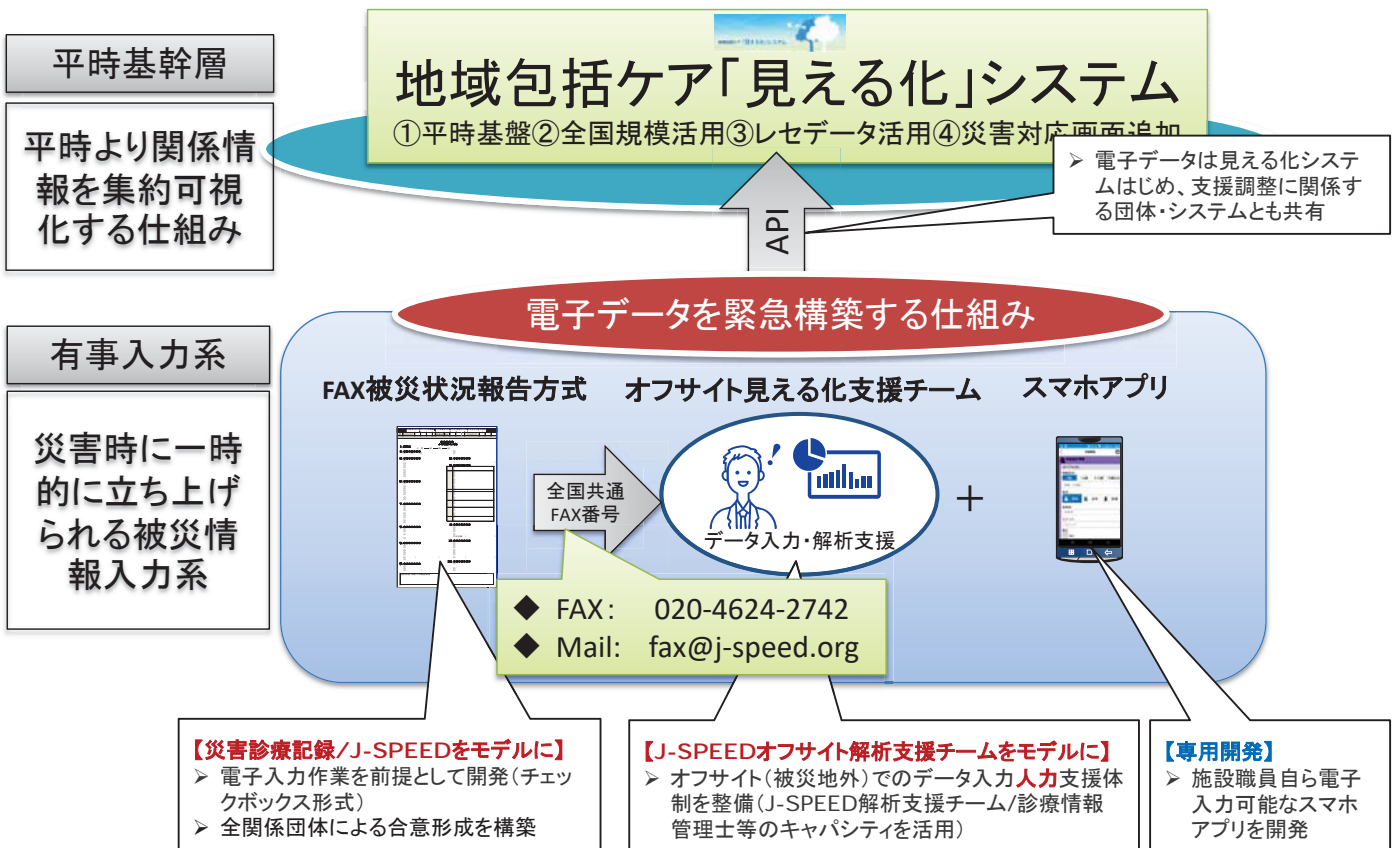 平時基幹層
平時より関係情
報を集約可視
化する仕組み
地域包括ケア「見える化」システム
①平時基盤②全国規模活用③レセデータ活用④災害対応画面追加
➢ 電子データは見える化システ
ムはじめ、支援調整に関係す
る団体・システムとも共有
API
電子データを緊急構築する仕組み
有事入力系
災害時に一時
的に立ち上げ
られる被災情
報入力系
FAX被災状況報告方式
オフサイト見える化支援チーム
スマホアプリ
全国共通
FAX番号
データ入力・解析支援
＋
◆ FAX: 020-4624-2742
◆ Mail: fax@j-speed.org
【災害診療記録/J-SPEEDをモデルに】
➢ 電子入力作業を前提として開発(チェッ
クボックス形式)
➢ 全関係団体による合意形成を構築
【J-SPEEDオフサイト解析支援チームをモデルに】
➢ オフサイト(被災地外)でのデータ入力人力支援体
制を整備(J-SPEED解析支援チーム/診療情報
管理士等のキャパシティを活用)
【専用開発】
➢ 施設職員自ら電子
入力可能なスマホ
アプリを開発